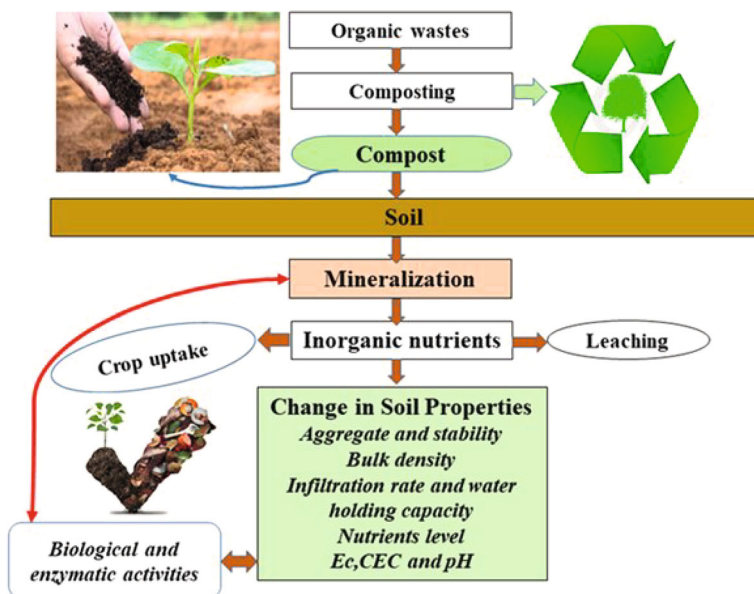 Organic wastes
Composting
Compost
Soil
Mineralization
Inorganic nutrients
Crop uptake
Leaching
Change in Soil Properties
Aggregate and stability
Bulk density
Infiltration rate and water
holding capacity
Nutrients level
Ec,CEC and pH
Biological and
enzymatic activities